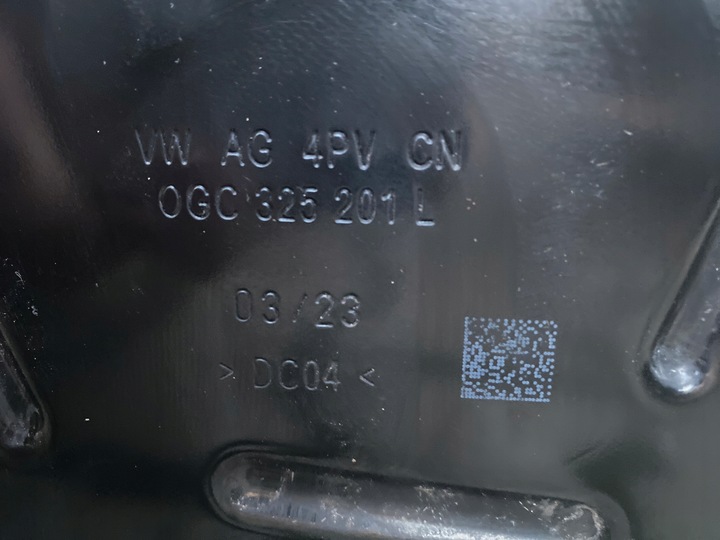 VW AG 4PV CN
0GC 325 201 L
03/23
> DC04 <